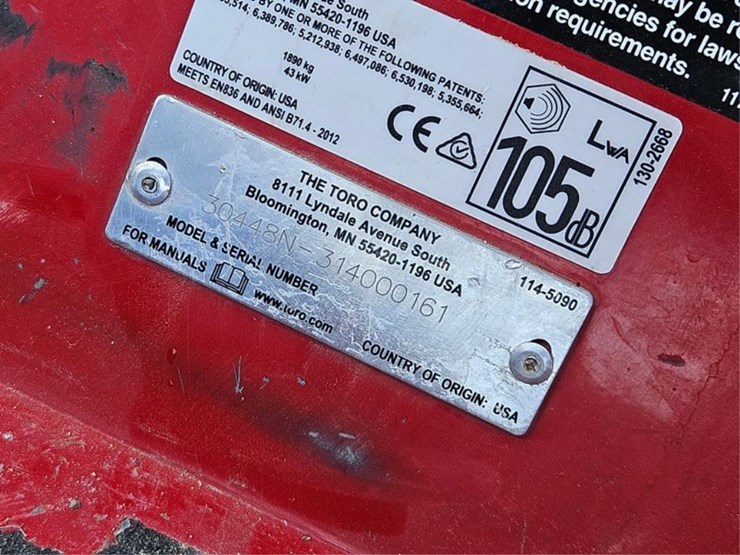 South
MN 55420-1196 USA
BY ONE OR MORE OF THE FOLLOWING PATENTS:
6,389,786; 5,212,938; 6,497,086; 6,530,198; 5,355,664;
1890 kg
43 kW
COUNTRY OF ORIGIN: USA
MEETS EN836 AND ANSI B71.4 - 2012
CE
LWA
105 dB
130-2668
may be
agencies for laws
requirements.
THE TORO COMPANY
8111 Lyndale Avenue South
Bloomington, MN 55420-1196 USA
114-5090
30448N-314000161
MODEL & SERIAL NUMBER
FOR MANUALS www.toro.com
COUNTRY OF ORIGIN: USA